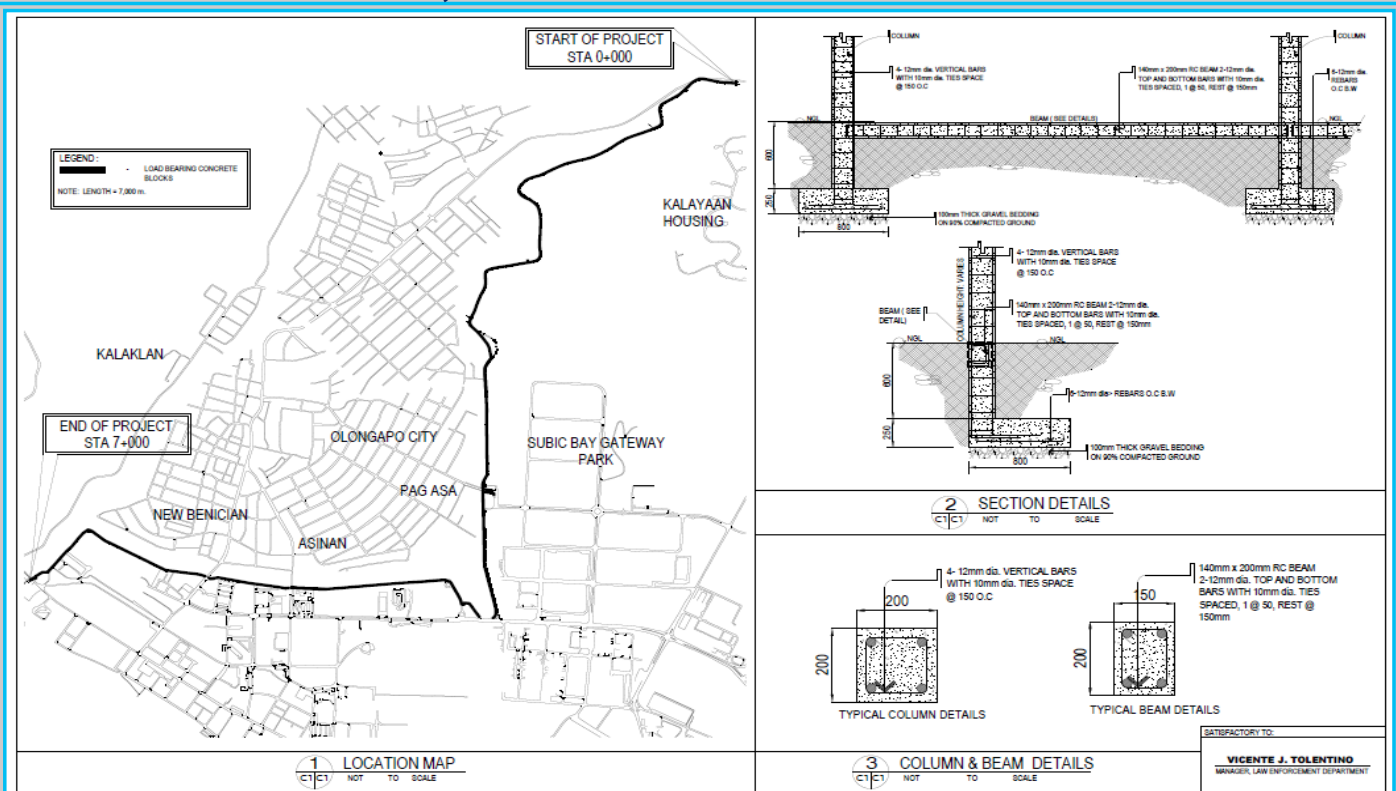 START OF PROJECT
STA 0+000
LEGEND :
- LOAD BEARING CONCRETE
BLOCKS
NOTE: LENGTH = 7,000 m.
KALAYAAN
HOUSING
KALAKLAN
END OF PROJECT
STA 7+000
OLONGAPO CITY
SUBIC BAY GATEWAY
PARK
PAG ASA
NEW BENICIAN
ASINAN
1
C1 C1
LOCATION MAP
NOT TO SCALE
COLUMN
COLUMN
4- 12mm dia. VERTICAL BARS
WITH 10mm dia. TIES SPACE
@ 150 O.C
140mm x 200mm RC BEAM 2-12mm dia.
TOP AND BOTTOM BARS WITH 10mm dia.
TIES SPACED, 1 @ 50, REST @ 150mm
6-12mm dia.
REBARS
O.C B.W
NGL
BEAM ( SEE DETAILS)
NGL
600
250
800
100mm THICK GRAVEL BEDDING
ON 90% COMPACTED GROUND
4- 12mm dia. VERTICAL BARS
WITH 10mm dia. TIES SPACE
@ 150 O.C
COLUMN HEIGHT VARIES
BEAM ( SEE
DETAIL)
140mm x 200mm RC BEAM 2-12mm dia.
TOP AND BOTTOM BARS WITH 10mm dia.
TIES SPACED, 1 @ 50, REST @ 150mm
NGL
NGL
600
6-12mm dia> REBARS O.C B.W
250
800
100mm THICK GRAVEL BEDDING
ON 90% COMPACTED GROUND
2
C1 C1
SECTION DETAILS
NOT TO SCALE
4- 12mm dia. VERTICAL BARS
WITH 10mm dia. TIES SPACE
@ 150 O.C
200
200
TYPICAL COLUMN DETAILS
140mm x 200mm RC BEAM
2-12mm dia. TOP AND BOTTOM
BARS WITH 10mm dia. TIES
SPACED, 1 @ 50, REST @
150mm
150
200
TYPICAL BEAM DETAILS
3
C1 C1
COLUMN & BEAM DETAILS
NOT TO SCALE
SATISFACTORY TO:
VICENTE J. TOLENTINO
MANAGER, LAW ENFORCEMENT DEPARTMENT